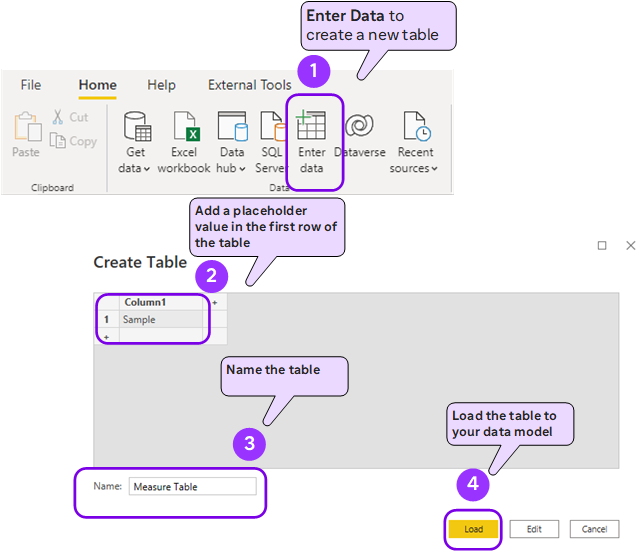 Enter Data to
create a new table
1
File Home Help External Tools
Cut
Copy
Paste
Get
data
Excel
workbook
Data
hub
SQL
Server
Enter
data
Dataverse
Recent
sources
Clipboard
Data
Add a placeholder
value in the first row of
the table
2
Create Table
Column1 +
1 Sample
+
Name the table
3
Load the table to
your data model
4
Name: Measure Table
Load Edit Cancel